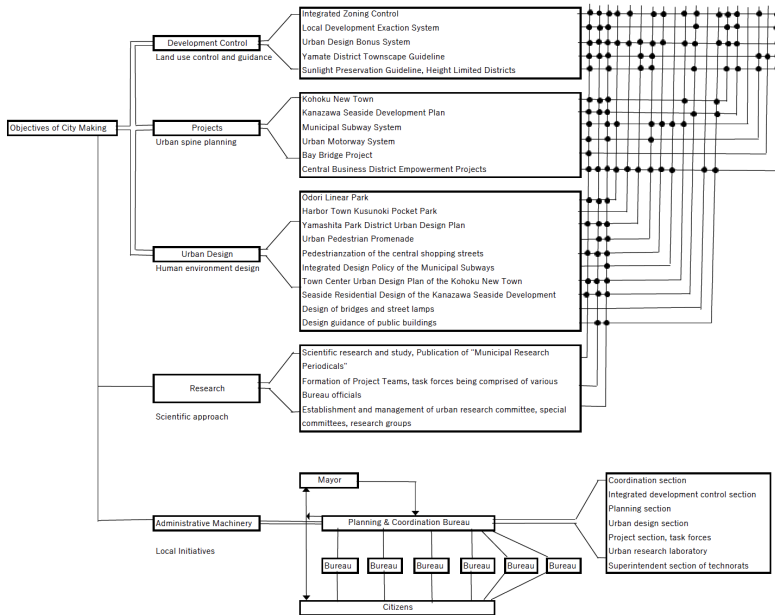 Integrated Zoning Control
Local Development Exaction System
Development Control
Urban Design Bonus System
Land use control and guidance
Yamate District Townscape Guideline
Sunlight Preservation Guideline, Height Limited Districts
Kohoku New Town
Kanazawa Seaside Development Plan
Objectives of City Making
Projects
Municipal Subway System
Urban spine planning
Urban Motorway System
Bay Bridge Project
Central Business District Empowerment Projects
Odori Linear Park
Harbor Town Kusunoki Pocket Park
Yamashita Park District Urban Design Plan
Urban Pedestrian Promenade
Urban Design
Pedestrianzation of the central shopping streets
Human environment design
Integrated Design Policy of the Municipal Subways
Town Center Urban Design Plan of the Kohoku New Town
Seaside Residential Design of the Kanazawa Seaside Development
Design of bridges and street lamps
Design guidance of public buildings
Scientific research and study, Publication of "Municipal Research
Periodicals"
Research
Formation of Project Teams, task forces being comprised of various
Bureau officials
Scientific approach
Establishment and management of urban research committee, special
committees, research groups
Mayor
Coordination section
Integrated development control section
Planning section
Administrative Machinery
Planning & Coordination Bureau
Urban design section
Project section, task forces
Local Initiatives
Urban research laboratory
Bureau Bureau Bureau Bureau Bureau Bureau
Superintendent section of technorats
Citizens